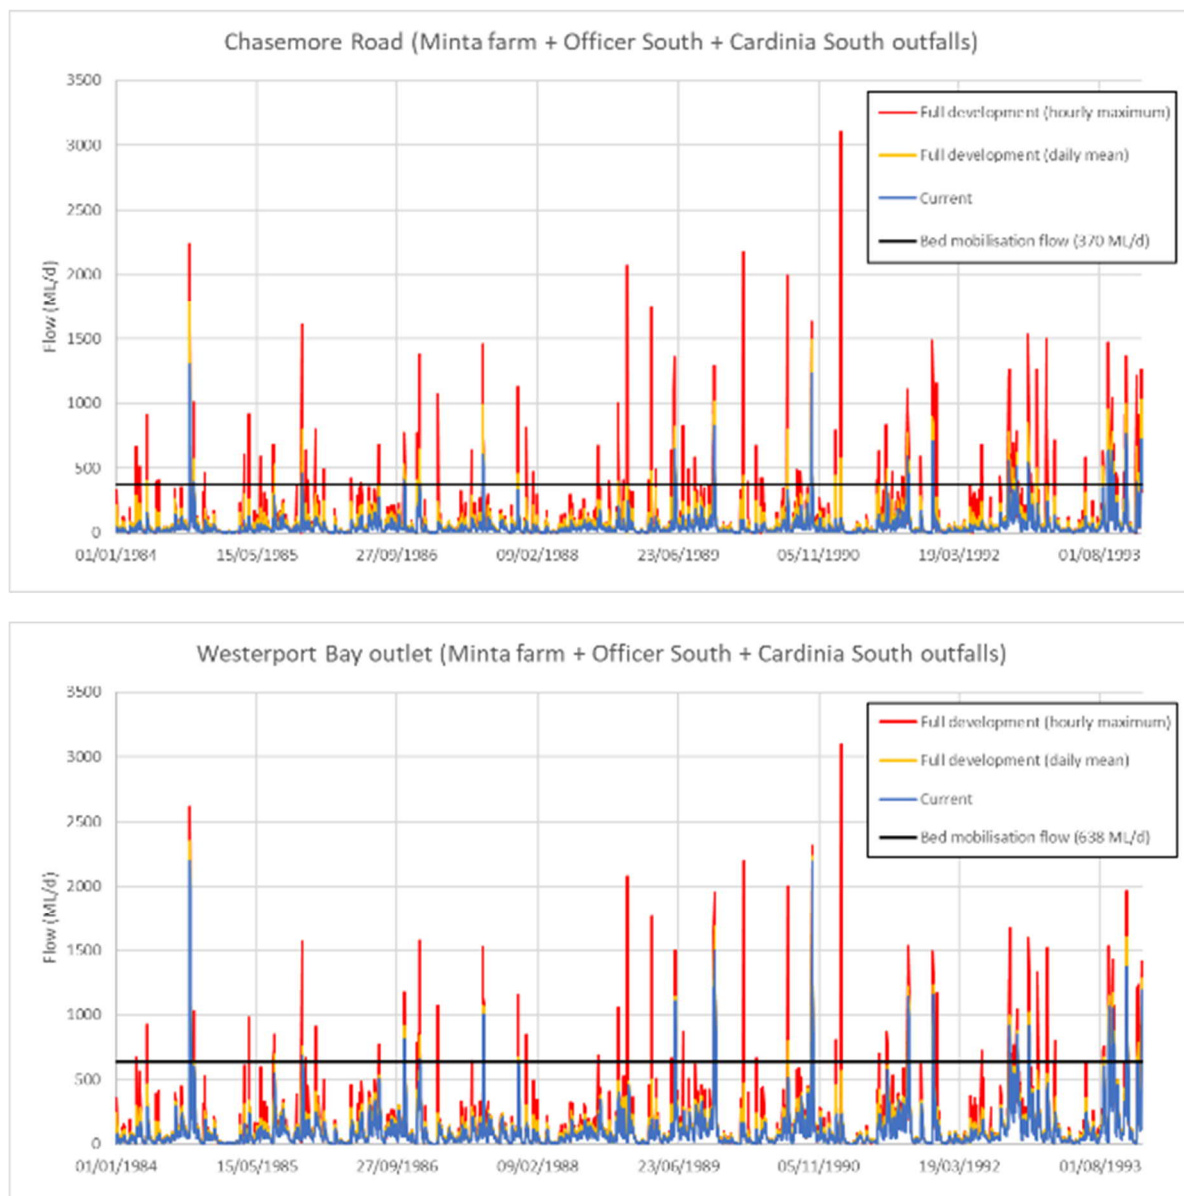 Chasemore Road (Minta farm + Officer South + Cardinia South outfalls)
3500
3000
2500
2000
1500
1000
500
0
Flow (ML/d)
Full development (hourly maximum)
Full development (daily mean)
Current
Bed mobilisation flow (370 ML/d)
01/01/1984 15/05/1985 27/09/1986 09/02/1988 23/06/1989 05/11/1990 19/03/1992 01/08/1993
Westerport Bay outlet (Minta farm + Officer South + Cardinia South outfalls)
3500
3000
2500
2000
1500
1000
500
0
Flow (ML/d)
Full development (hourly maximum)
Full development (daily mean)
Current
Bed mobilisation flow (638 ML/d)
01/01/1984 15/05/1985 27/09/1986 09/02/1988 23/06/1989 05/11/1990 19/03/1992 01/08/1993